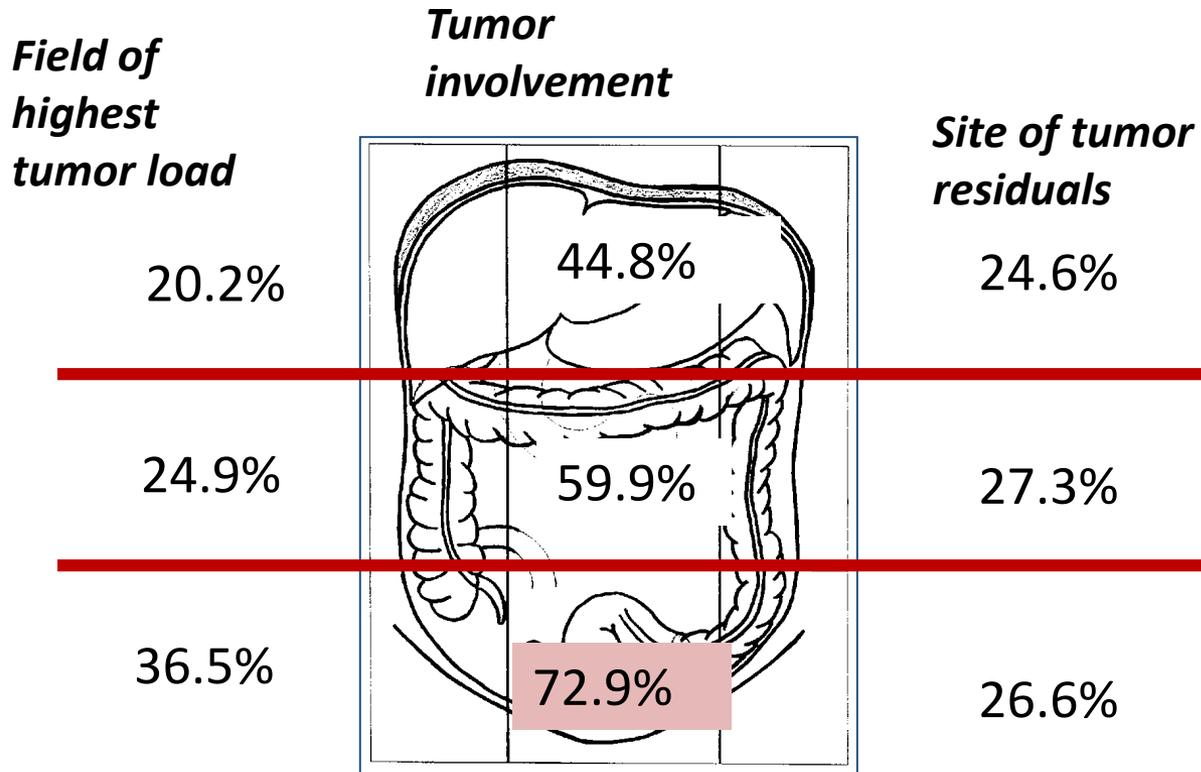 Tumor
involvement
Field of
highest
tumor load
Site of tumor
residuals
20.2%
44.8%
24.6%
24.9%
59.9%
27.3%
36.5%
72.9%
26.6%